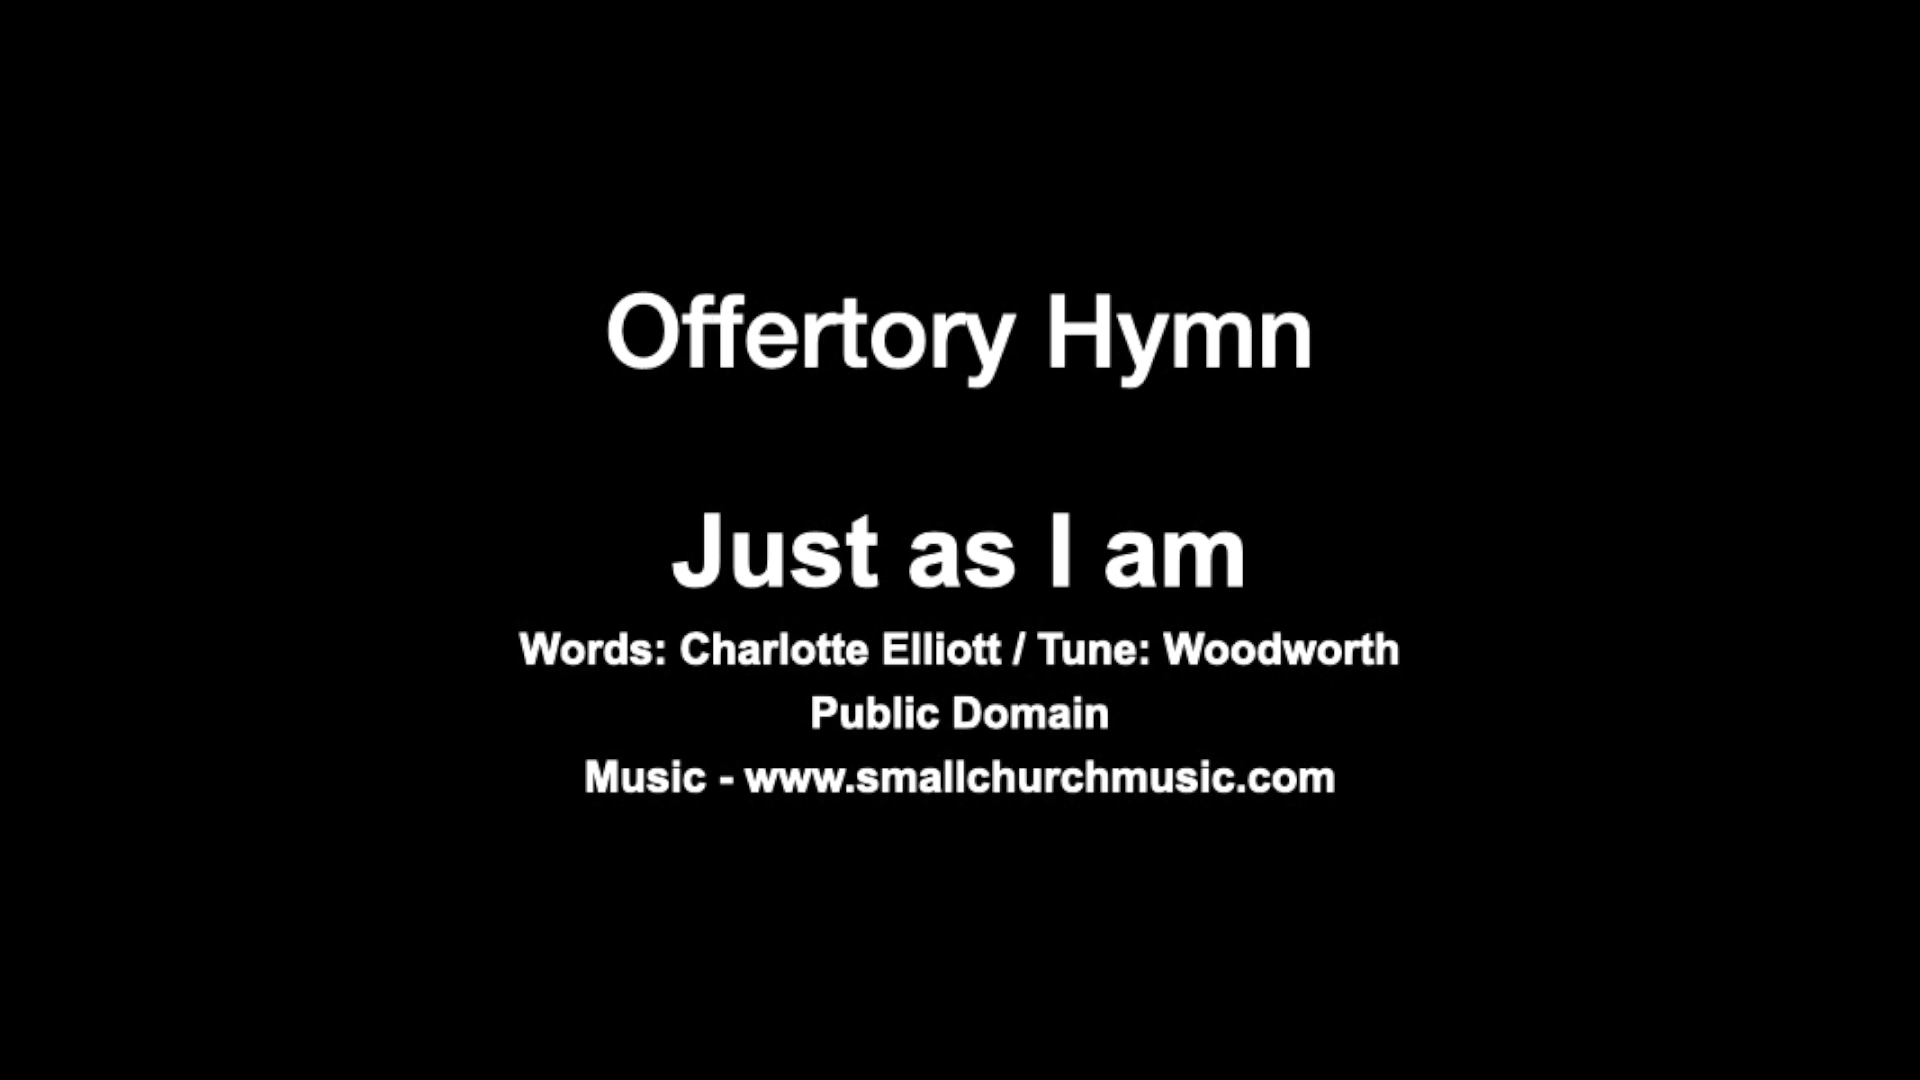 Offertory Hymn
Just as I am
Words: Charlotte Elliott / Tune: Woodworth
Public Domain
Music - www.smallchurchmusic.com